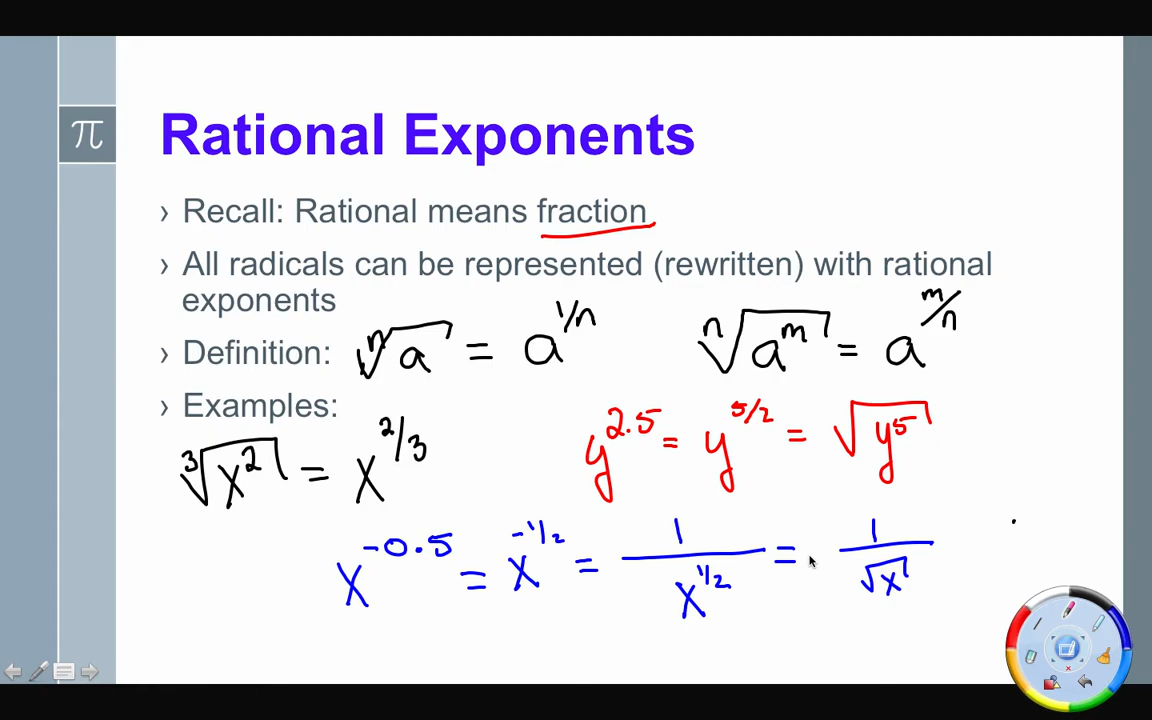 π
Rational Exponents
› Recall: Rational means fraction
› All radicals can be represented (rewritten) with rational
exponents
› Definition: ⁿ√a = a^(1/n)   ⁿ√(a^m) = a^(m/n)
› Examples:
³√(x²) = x^(2/3)   y^(2.5) = y^(5/2) = √(y⁵)
x^(-0.5) = x^(-1/2) = 1/x^(1/2) = 1/√x